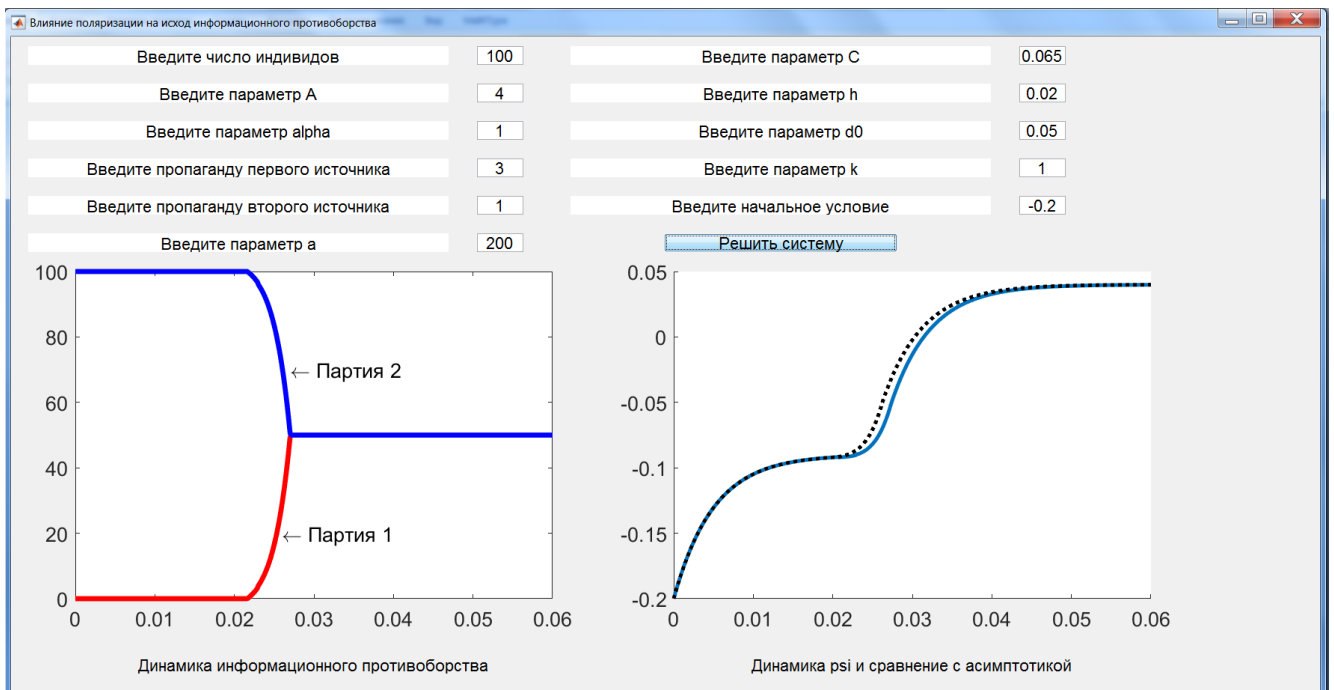 Влияние поляризации на исход информационного противоборства
Введите число индивидов 100 Введите параметр C 0.065
Введите параметр A 4 Введите параметр h 0.02
Введите параметр alpha 1 Введите параметр d0 0.05
Введите пропаганду первого источника 3 Введите параметр k 1
Введите пропаганду второго источника 1 Введите начальное условие -0.2
Введите параметр a 200 Решить систему
100
80
60
40
20
0
0 0.01 0.02 0.03 0.04 0.05 0.06
← Партия 2
← Партия 1
Динамика информационного противоборства
0.05
0
-0.05
-0.1
-0.15
-0.2
0 0.01 0.02 0.03 0.04 0.05 0.06
Динамика psi и сравнение с асимптотикой